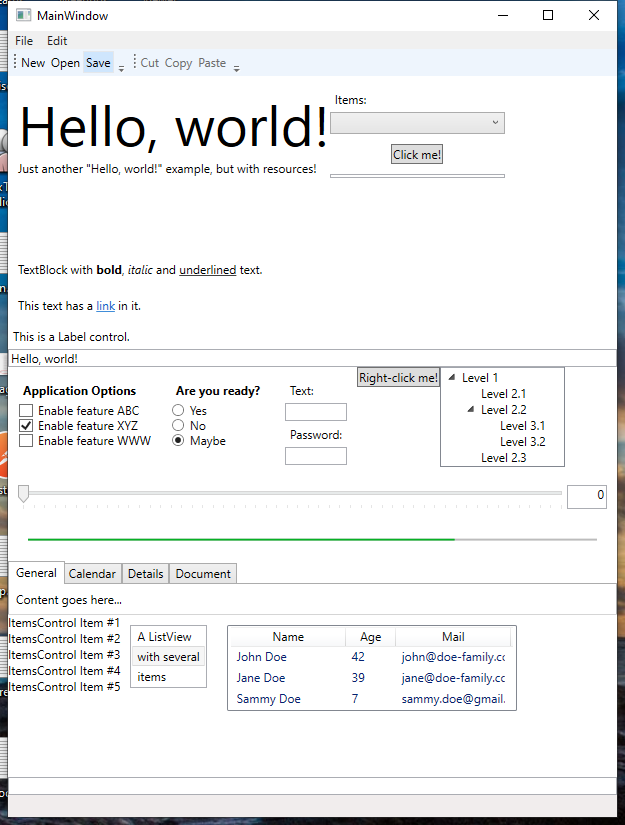 MainWindow
File Edit
New Open Save Cut Copy Paste
Items:
Hello, world!
Click me!
Just another "Hello, world!" example, but with resources!
TextBlock with bold, italic and underlined text.
This text has a link in it.
This is a Label control.
Hello, world!
Right-click me!
Application Options
Enable feature ABC
Enable feature XYZ
Enable feature WWW
Are you ready?
Yes
No
Maybe
Text:
Password:
Level 1
Level 2.1
Level 2.2
Level 3.1
Level 3.2
Level 2.3
0
General Calendar Details Document
Content goes here...
ItemsControl Item #1
ItemsControl Item #2
ItemsControl Item #3
ItemsControl Item #4
ItemsControl Item #5
A ListView
with several
items
Name Age Mail
John Doe 42 john@doe-family.cc
Jane Doe 39 jane@doe-family.cc
Sammy Doe 7 sammy.doe@gmail.